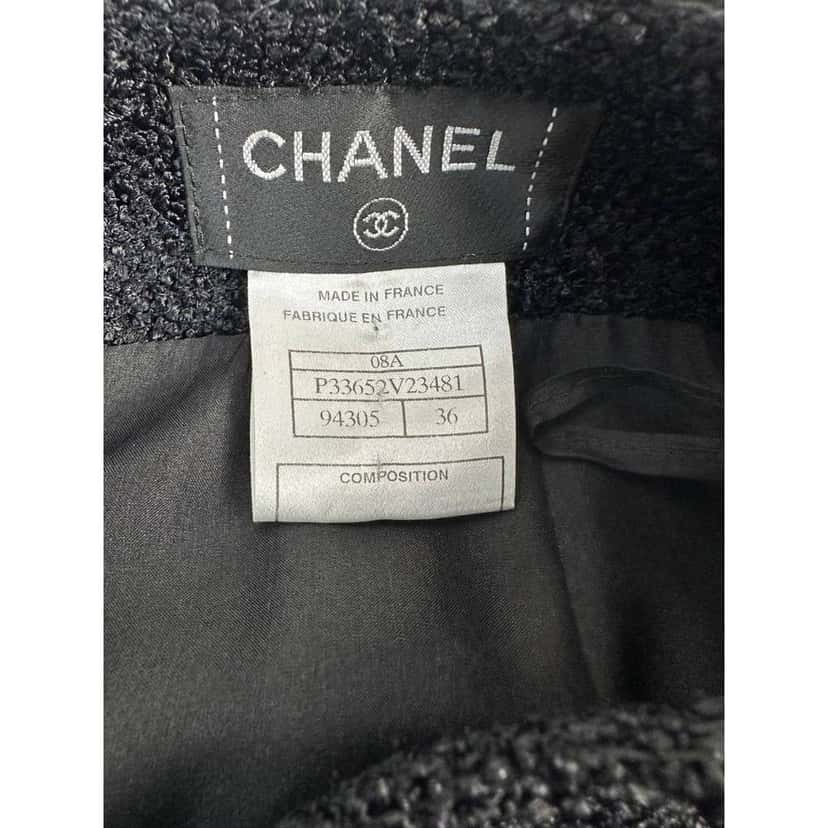 CHANEL
MADE IN FRANCE
FABRIQUE EN FRANCE
08A
P33652V23481
94305 36
COMPOSITION